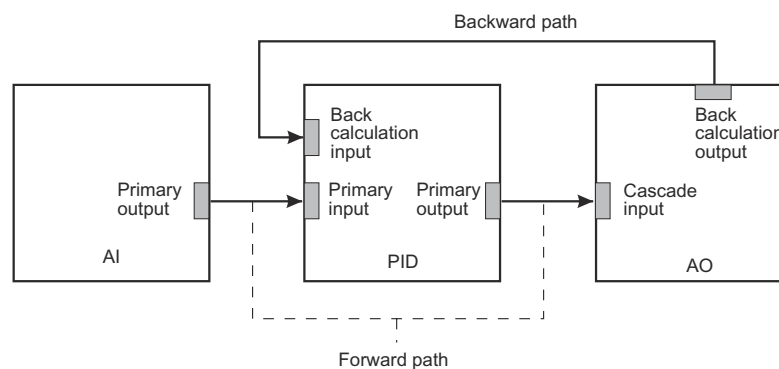 Backward path
Back
calculation
input
Back
calculation
output
Primary
output
Primary
input
Primary
output
Cascade
input
AI
PID
AO
Forward path